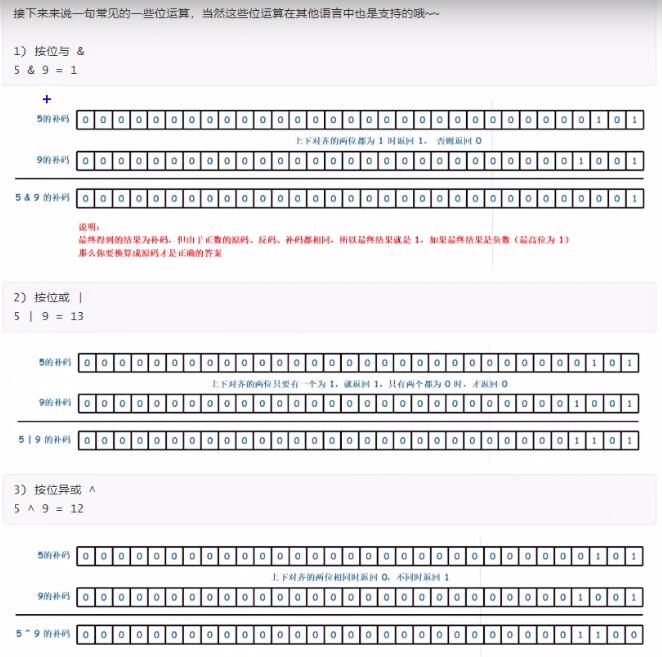 接下来来说一句常见的一些位运算，当然这些位运算在其他语言中也是支持的哦~~
1) 按位与 &
5 & 9 = 1
5的补码 0 0 0 0 0 0 0 0 0 0 0 0 0 0 0 0 0 0 0 0 0 0 0 0 0 0 0 0 1 0 1
上下对齐的两位都为 1 时返回 1， 否则返回 0
9的补码 0 0 0 0 0 0 0 0 0 0 0 0 0 0 0 0 0 0 0 0 0 0 0 0 0 0 0 1 0 0 1
5 & 9 的补码 0 0 0 0 0 0 0 0 0 0 0 0 0 0 0 0 0 0 0 0 0 0 0 0 0 0 0 0 0 0 1
说明：
最终得到的结果为补码，但由于正数的原码、反码、补码都相同，所以最终结果就是 1，如果最终结果是负数（最高位为 1）
那么你要换算成原码才是正确的答案
2) 按位或 |
5 | 9 = 13
5的补码 0 0 0 0 0 0 0 0 0 0 0 0 0 0 0 0 0 0 0 0 0 0 0 0 0 0 0 0 1 0 1
上下对齐的两位只要有一个为 1，就返回 1，只有两个都为 0 时，才返回 0
9的补码 0 0 0 0 0 0 0 0 0 0 0 0 0 0 0 0 0 0 0 0 0 0 0 0 0 0 0 1 0 0 1
5 | 9 的补码 0 0 0 0 0 0 0 0 0 0 0 0 0 0 0 0 0 0 0 0 0 0 0 0 0 0 0 1 1 0 1
3) 按位异或 ^
5 ^ 9 = 12
5的补码 0 0 0 0 0 0 0 0 0 0 0 0 0 0 0 0 0 0 0 0 0 0 0 0 0 0 0 0 1 0 1
上下对齐的两位相同时返回 0，不同时返回 1
9的补码 0 0 0 0 0 0 0 0 0 0 0 0 0 0 0 0 0 0 0 0 0 0 0 0 0 0 0 1 0 0 1
5 ^ 9 的补码 0 0 0 0 0 0 0 0 0 0 0 0 0 0 0 0 0 0 0 0 0 0 0 0 0 0 0 1 1 0 0